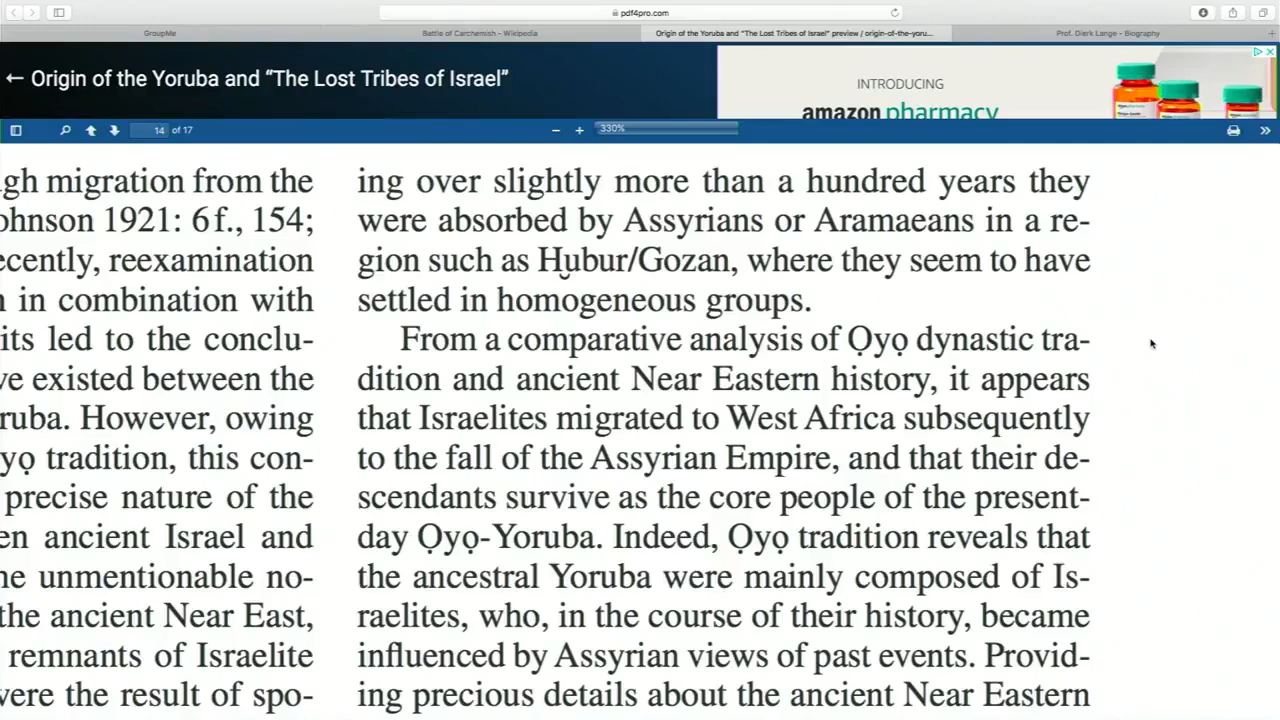 pdf4pro.com
GroupMe
Battle of Carchemish - Wikipedia
Origin of the Yoruba and "The Lost Tribes of Israel" preview / origin-of-the-yoru...
Prof. Dierk Lange - Biography
← Origin of the Yoruba and “The Lost Tribes of Israel”
INTRODUCING
amazon pharmacy
14 of 17
330%
gh migration from the
ohnson 1921: 6 f., 154;
ecently, reexamination
n in combination with
its led to the conclu-
ve existed between the
ruba. However, owing
yọ tradition, this con-
precise nature of the
en ancient Israel and
ne unmentionable no-
the ancient Near East,
remnants of Israelite
were the result of spo-
ing over slightly more than a hundred years they
were absorbed by Assyrians or Aramaeans in a re-
gion such as Ḫubur/Gozan, where they seem to have
settled in homogeneous groups.
From a comparative analysis of Ọyọ dynastic tra-
dition and ancient Near Eastern history, it appears
that Israelites migrated to West Africa subsequently
to the fall of the Assyrian Empire, and that their de-
scendants survive as the core people of the present-
day Ọyọ-Yoruba. Indeed, Ọyọ tradition reveals that
the ancestral Yoruba were mainly composed of Is-
raelites, who, in the course of their history, became
influenced by Assyrian views of past events. Provid-
ing precious details about the ancient Near Eastern